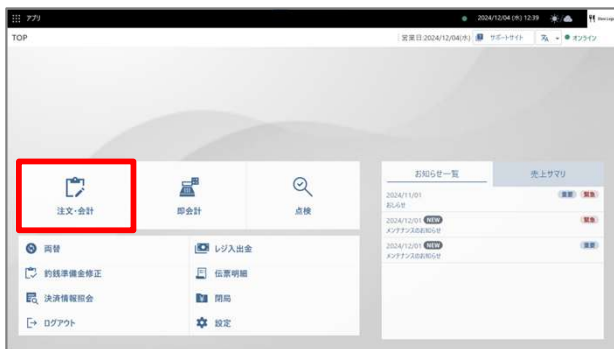 アプリ
2024/12/04 (水) 12:39
TOP
営業日:2024/12/04(水)
サポートサイト
オンライン
注文・会計
即会計
点検
両替
レジ入出金
釣銭準備金修正
伝票明細
決済情報照会
閉局
ログアウト
設定
お知らせ一覧
売上サマリ
2024/11/01
重要
緊急
おしらせ
2024/12/01 NEW
緊急
メンテナンスのお知らせ
2024/12/01 NEW
重要
メンテナンスのお知らせ